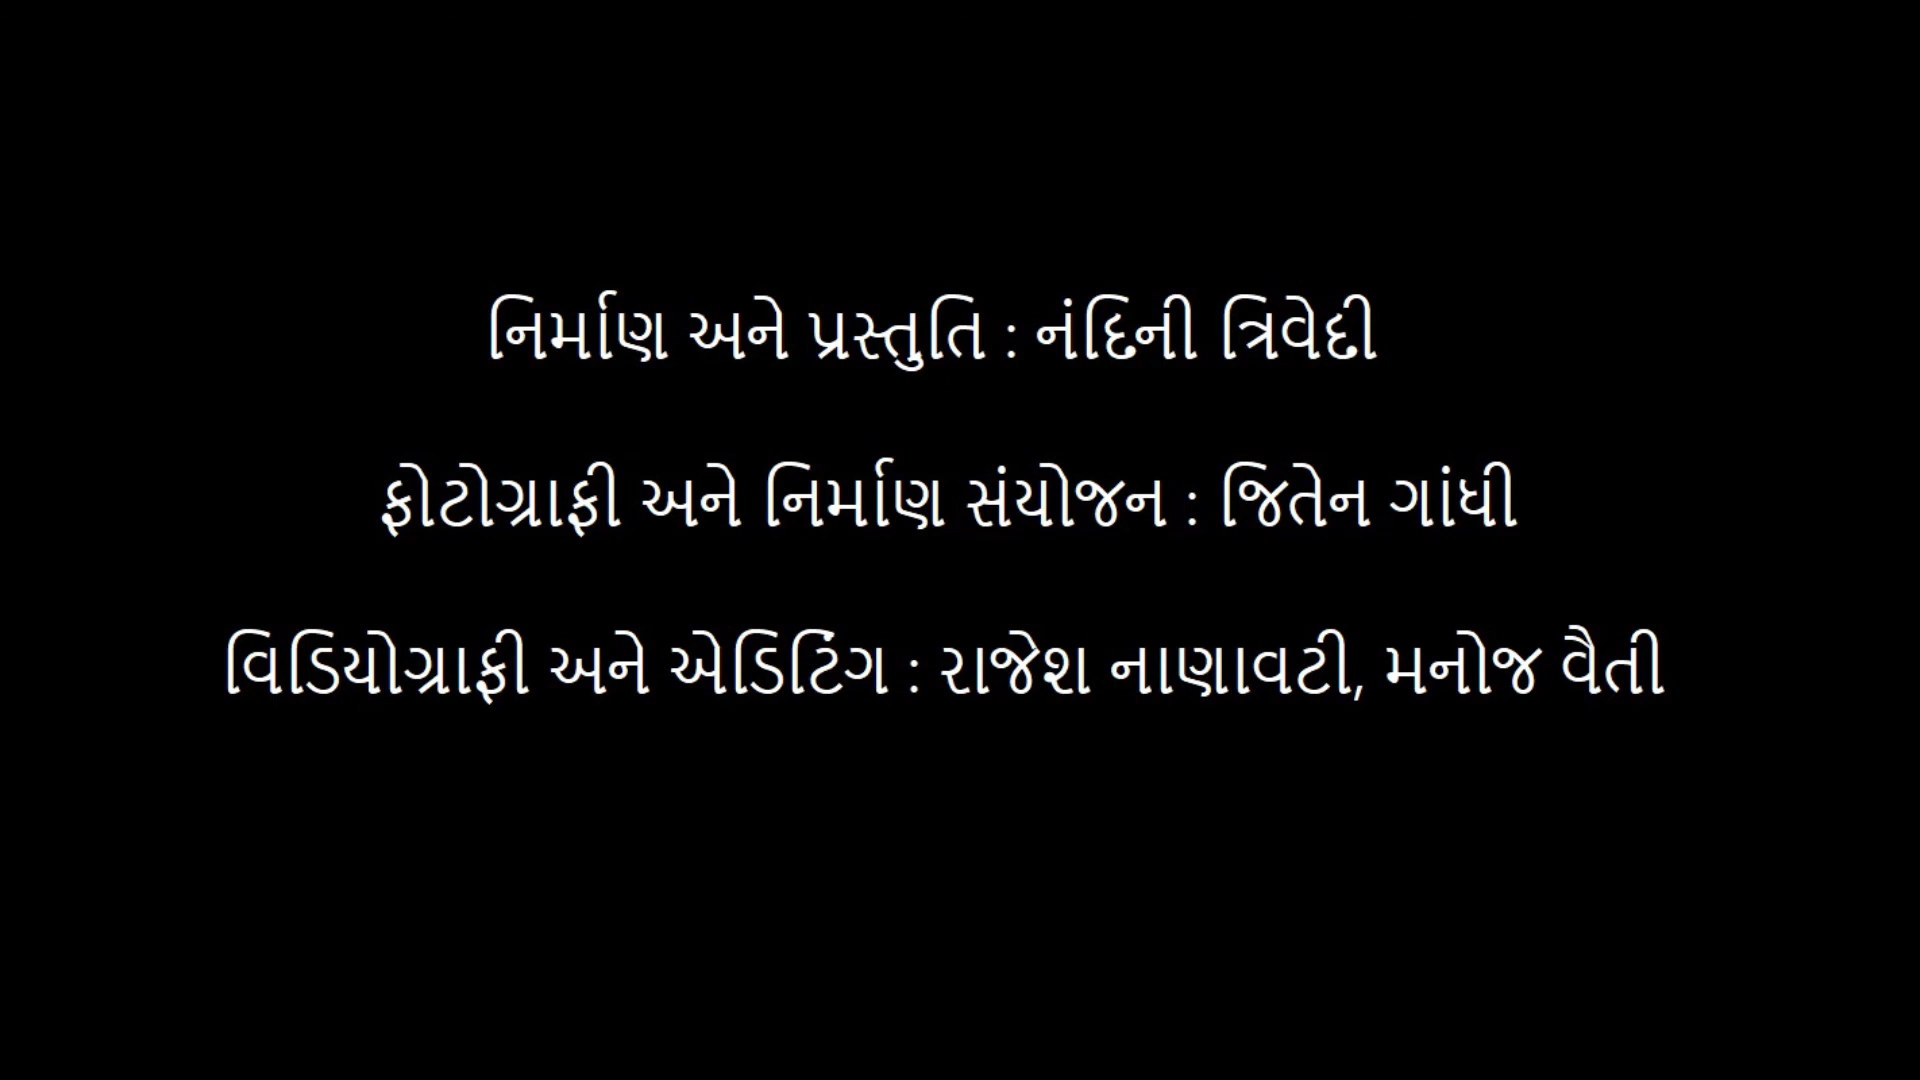 નિર્માણ અને પ્રસ્તુતિ : નંદિની ત્રિવેદી
ફોટોગ્રાફી અને નિર્માણ સંયોજન : જિતેન ગાંધી
વિડિયોગ્રાફી અને એડિટિંગ : રાજેશ નાણાવટી, મનોજ વૈતી